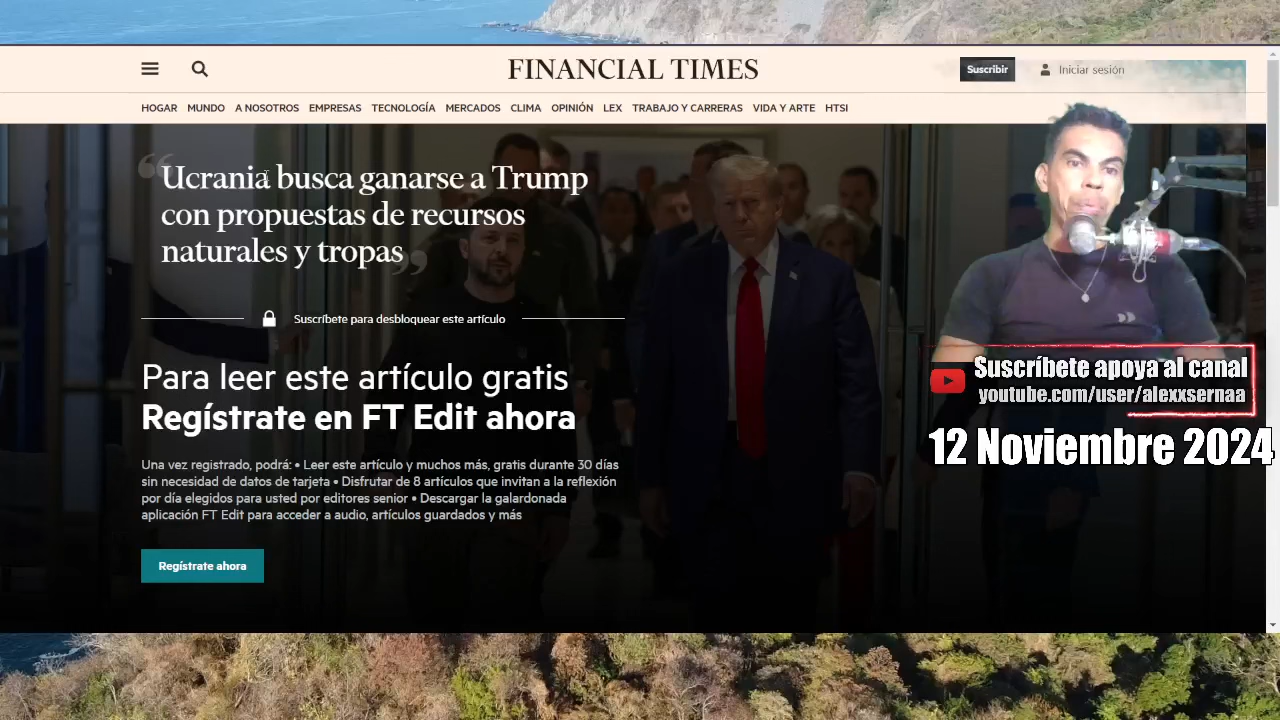 FINANCIAL TIMES
Suscribir
Iniciar sesión
HOGAR MUNDO A NOSOTROS EMPRESAS TECNOLOGÍA MERCADOS CLIMA OPINIÓN LEX TRABAJO Y CARRERAS VIDA Y ARTE HTSI
“Ucrania busca ganarse a Trump
con propuestas de recursos
naturales y tropas”
Suscríbete para desbloquear este artículo
Para leer este artículo gratis
Regístrate en FT Edit ahora
Una vez registrado, podrá: • Leer este artículo y muchos más, gratis durante 30 días
sin necesidad de datos de tarjeta • Disfrutar de 8 artículos que invitan a la reflexión
por día elegidos para usted por editores senior • Descargar la galardonada
aplicación FT Edit para acceder a audio, artículos guardados y más
Regístrate ahora
Suscríbete apoya al canal
youtube.com/user/alexxsernaa
12 Noviembre 2024